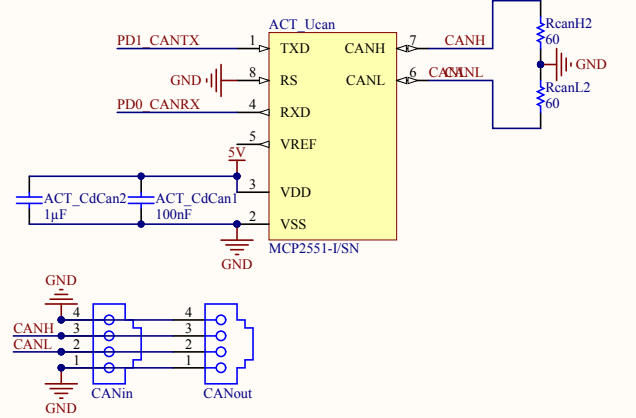 ACT_Ucan
PD1_CANTX 1 TXD CANH 7 CANH
RcanH2
60
GND 8 RS CANL 6 CANL
GND
PD0_CANRX 4 RXD
RcanL2
60
5 VREF
5V
3 VDD
ACT_CdCan2
1µF
ACT_CdCan1
100nF
2 VSS
GND
MCP2551-I/SN
GND
4 4
CANH 3 3
CANL 2 2
1 1
CANin
CANout
GND